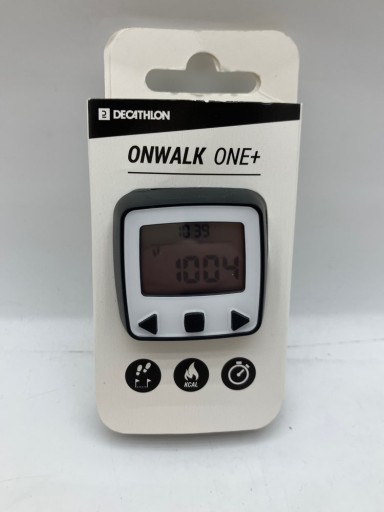 DECATHLON
ONWALK ONE+
10:39
1004
KCAL